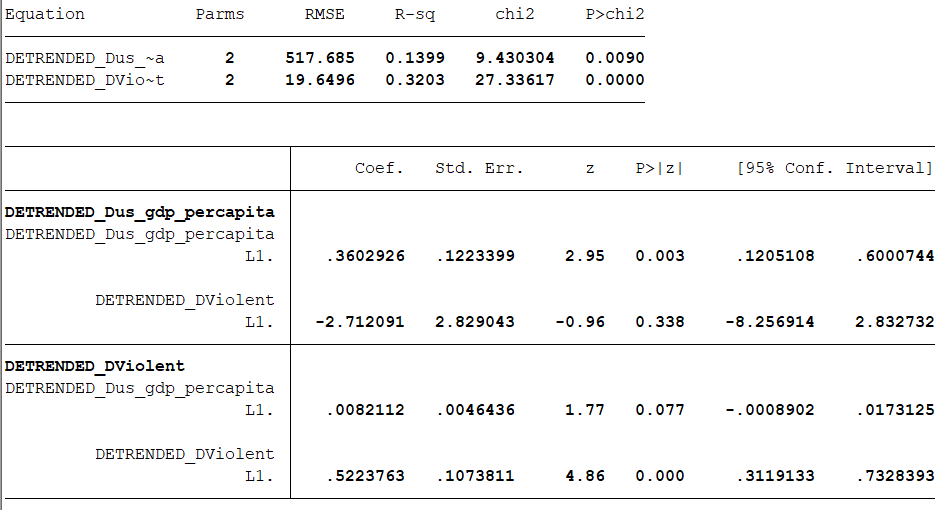 Equation Parms RMSE R-sq chi2 P>chi2
DETRENDED_Dus_~a 2 517.685 0.1399 9.430304 0.0090
DETRENDED_DVio~t 2 19.6496 0.3203 27.33617 0.0000
Coef. Std. Err. z P>|z| [95% Conf. Interval]
DETRENDED_Dus_gdp_percapita
DETRENDED_Dus_gdp_percapita
L1. .3602926 .1223399 2.95 0.003 .1205108 .6000744
DETRENDED_DViolent
L1. -2.712091 2.829043 -0.96 0.338 -8.256914 2.832732
DETRENDED_DViolent
DETRENDED_Dus_gdp_percapita
L1. .0082112 .0046436 1.77 0.077 -.0008902 .0173125
DETRENDED_DViolent
L1. .5223763 .1073811 4.86 0.000 .3119133 .7328393